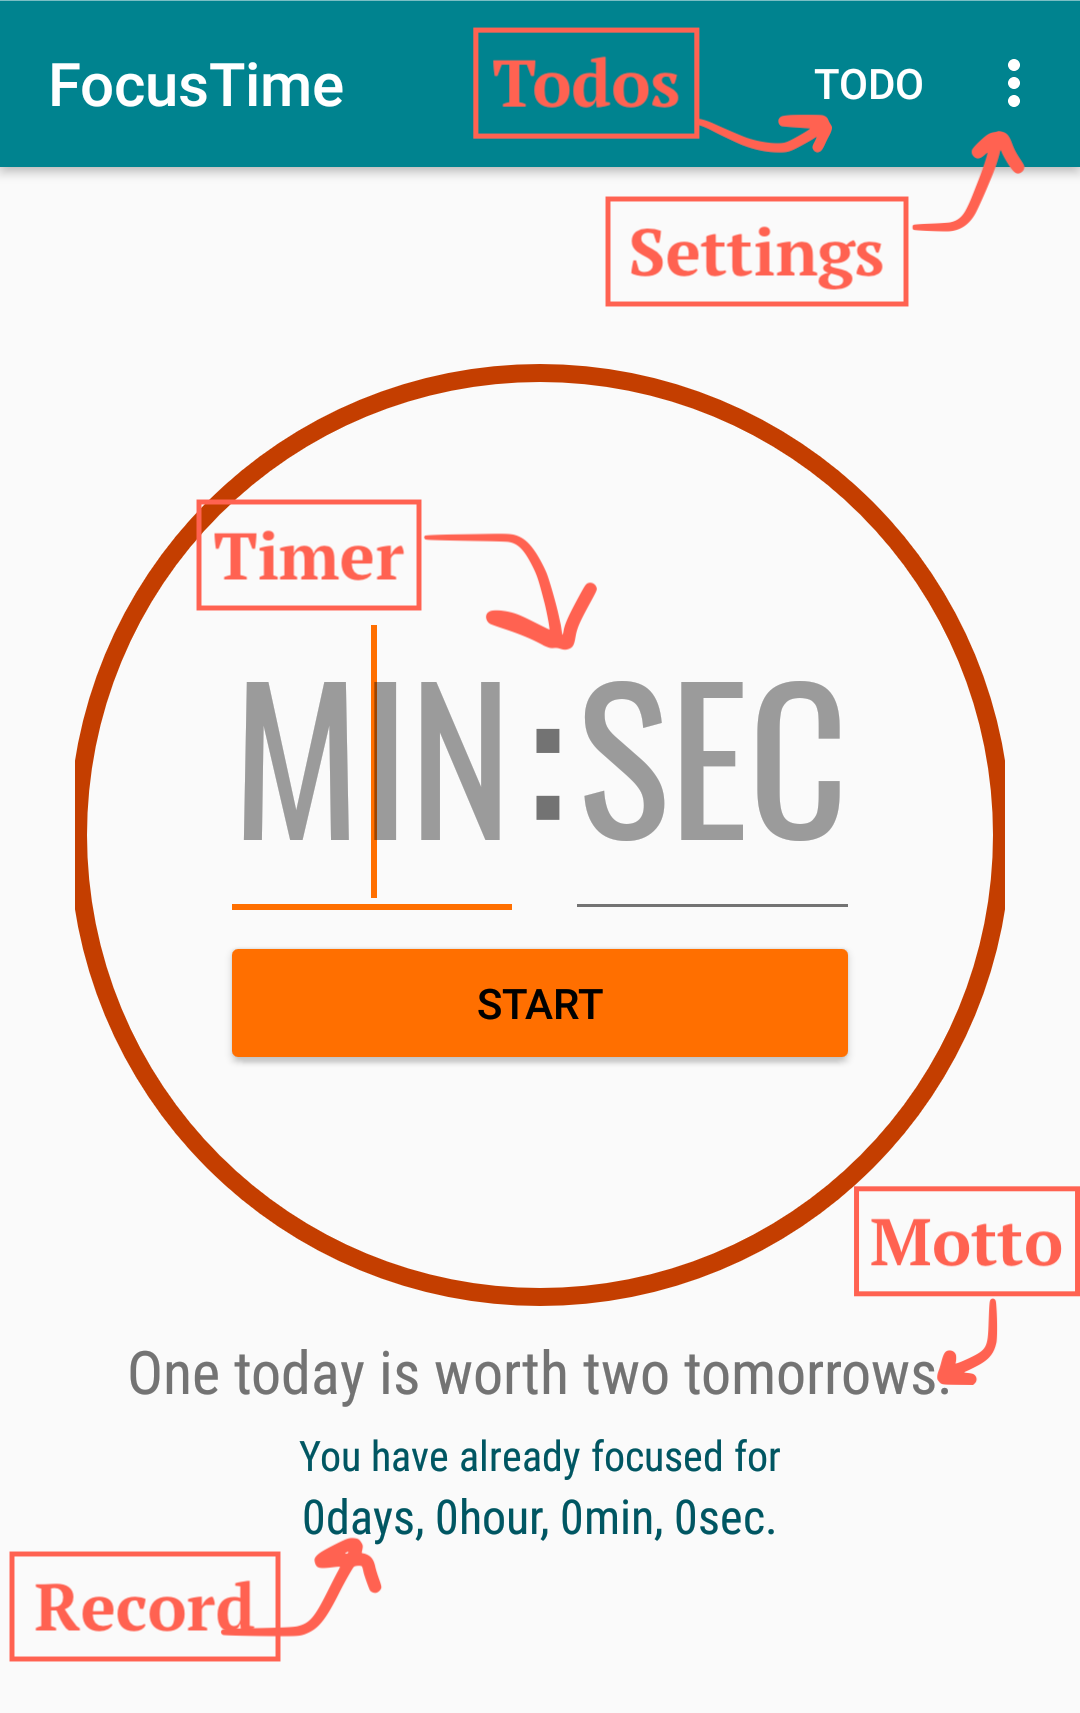 FocusTime
Todos
TODO
Settings
Timer
MIN:SEC
START
Motto
One today is worth two tomorrows.
You have already focused for
0days, 0hour, 0min, 0sec.
Record